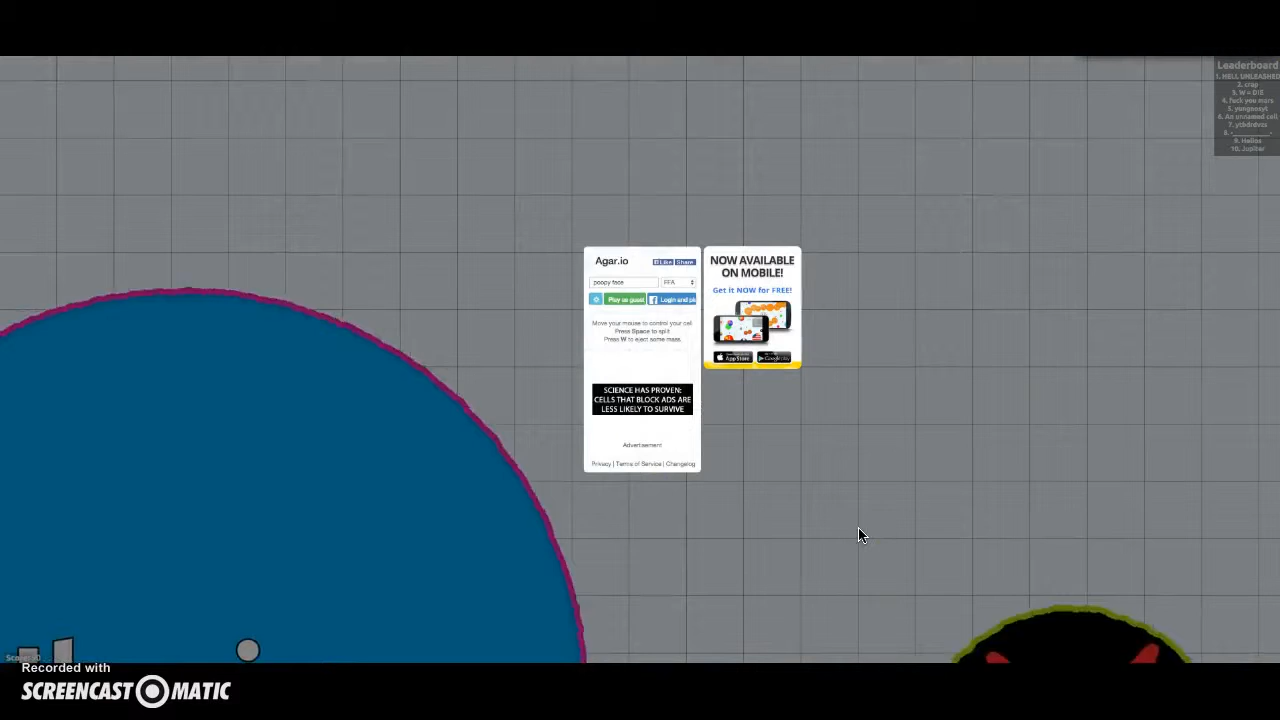 Leaderboard
1. HELL UNLEASHED
2. crap
3. W = DIE
4. fuck you mars
6. An unnamed cell
9. Helios
10. Jupiter
Agar.io
Like Share
NOW AVAILABLE
ON MOBILE!
poopy face
FFA
Get it NOW for FREE!
Play as guest
Login and pl
Move your mouse to control your cell
Press Space to split
Press W to eject some mass.
App Store
Google play
SCIENCE HAS PROVEN:
CELLS THAT BLOCK ADS ARE
LESS LIKELY TO SURVIVE
Advertisement
Privacy | Terms of Service | Changelog
Recorded with
SCREENCAST MATIC